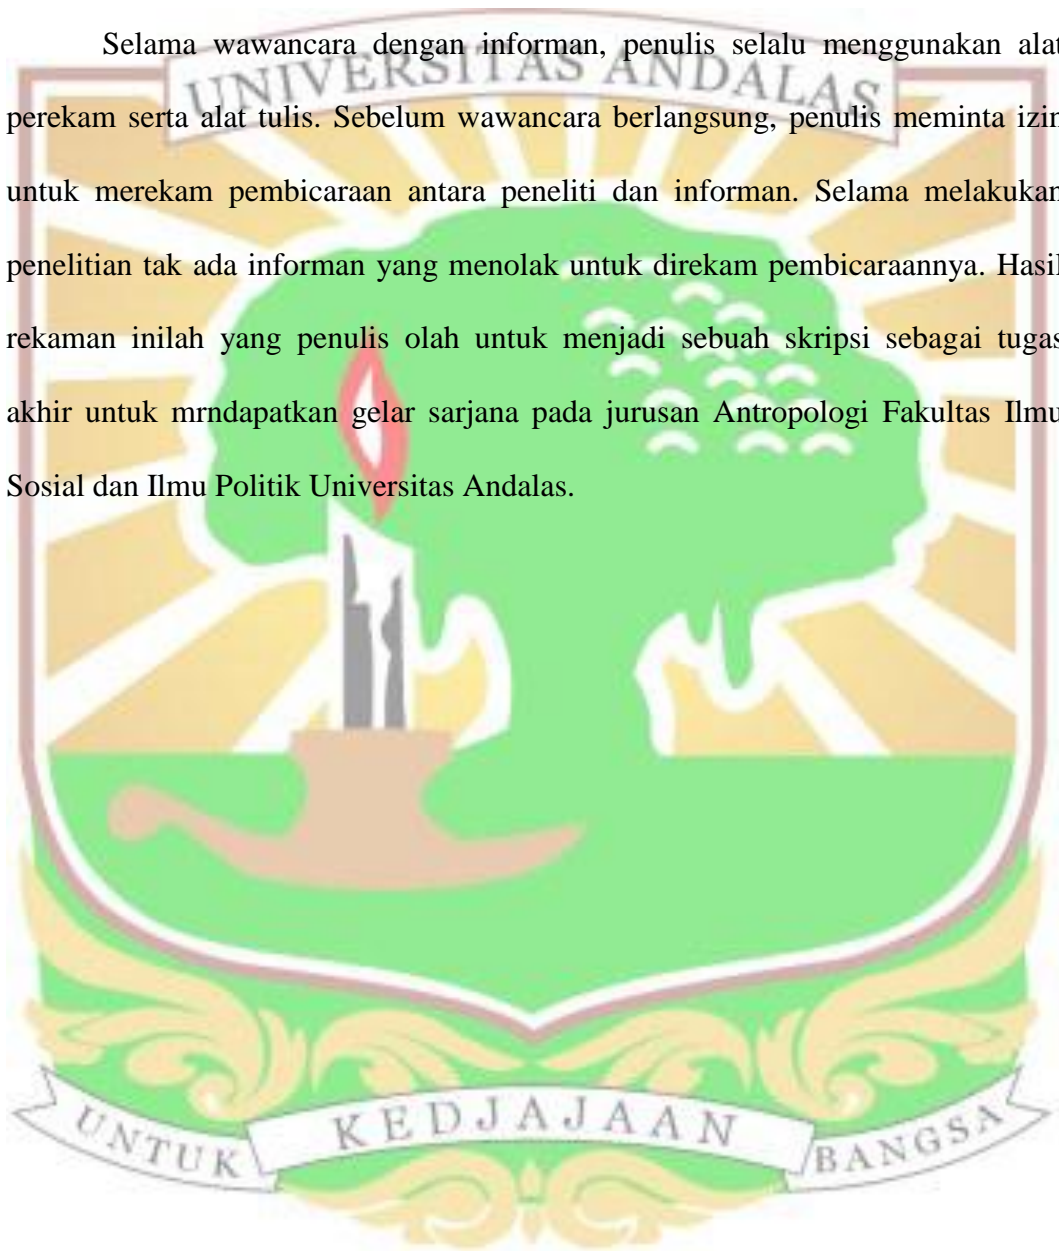 Selama wawancara dengan informan, penulis selalu menggunakan alat
UNIVERSITAS ANDALAS
perekam serta alat tulis. Sebelum wawancara berlangsung, penulis meminta izin
untuk merekam pembicaraan antara peneliti dan informan. Selama melakukan
penelitian tak ada informan yang menolak untuk direkam pembicaraannya. Hasil
rekaman inilah yang penulis olah untuk menjadi sebuah skripsi sebagai tugas
akhir untuk mrndapatkan gelar sarjana pada jurusan Antropologi Fakultas Ilmu
Sosial dan Ilmu Politik Universitas Andalas.
UNTUK KEDJAJAAN BANGSA